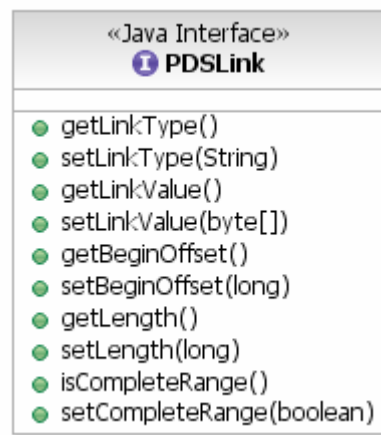 «Java Interface»
I PDSLink
getLinkType()
setLinkType(String)
getLinkValue()
setLinkValue(byte[])
getBeginOffset()
setBeginOffset(long)
getLength()
setLength(long)
isCompleteRange()
setCompleteRange(boolean)